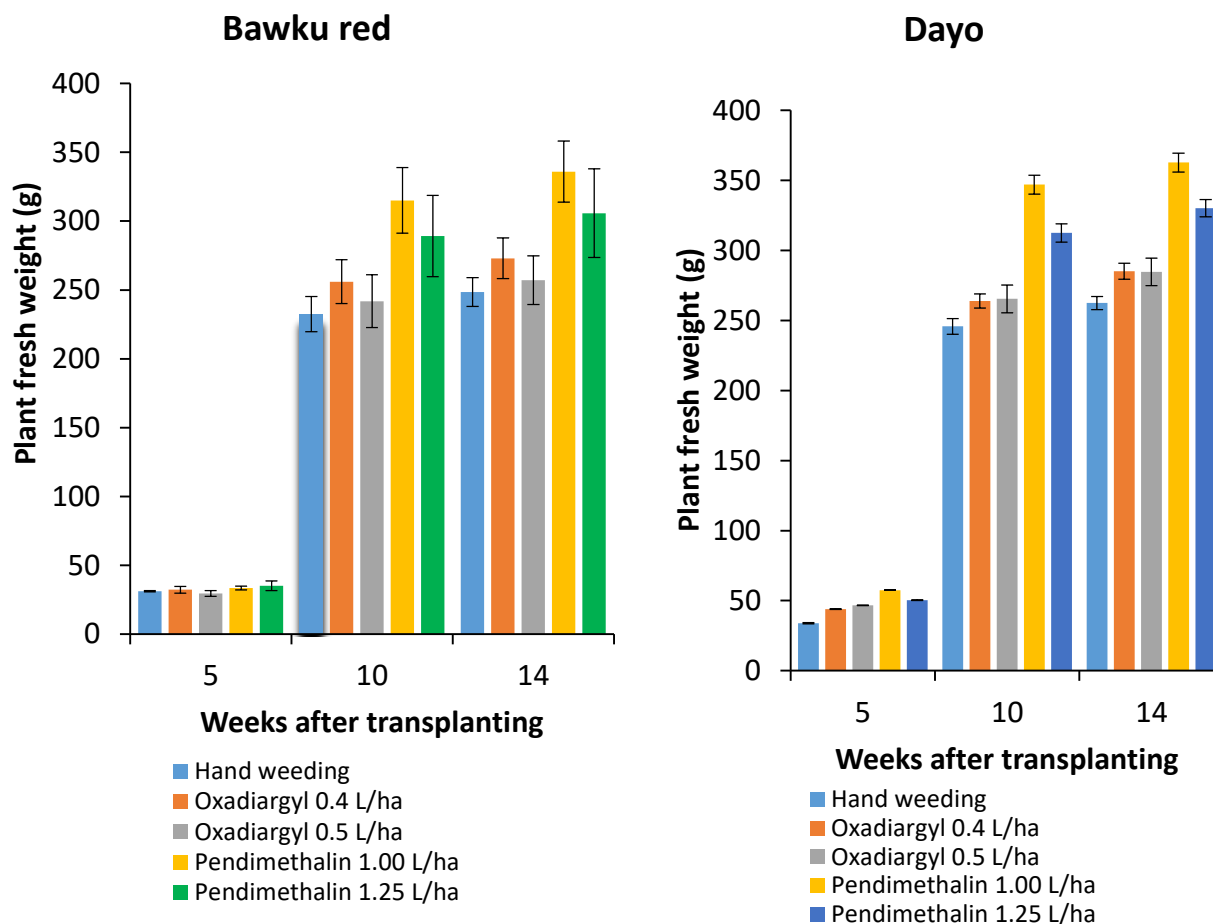 Bawku red
Plant fresh weight (g)
400
350
300
250
200
150
100
50
0
5 10 14
Weeks after transplanting
Hand weeding
Oxadiargyl 0.4 L/ha
Oxadiargyl 0.5 L/ha
Pendimethalin 1.00 L/ha
Pendimethalin 1.25 L/ha
Dayo
Plant fresh weight (g)
400
350
300
250
200
150
100
50
0
5 10 14
Weeks after transplanting
Hand weeding
Oxadiargyl 0.4 L/ha
Oxadiargyl 0.5 L/ha
Pendimethalin 1.00 L/ha
Pendimethalin 1.25 L/ha